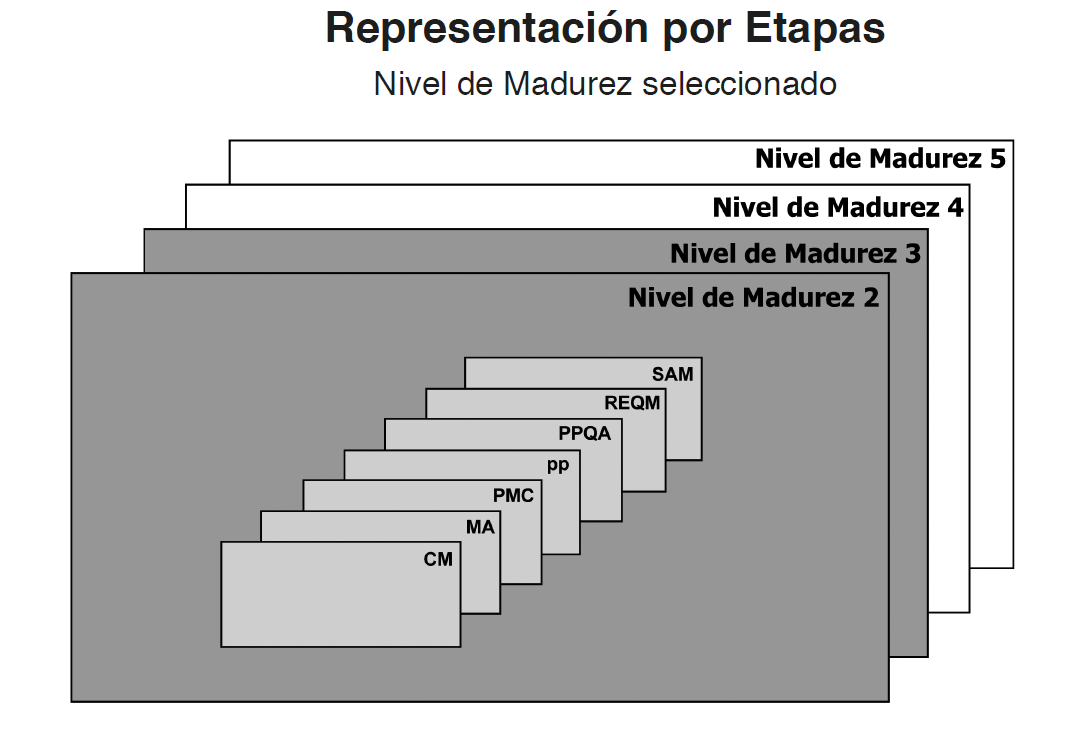 Representación por Etapas
Nivel de Madurez seleccionado
Nivel de Madurez 5
Nivel de Madurez 4
Nivel de Madurez 3
Nivel de Madurez 2
SAM
REQM
PPQA
pp
PMC
MA
CM